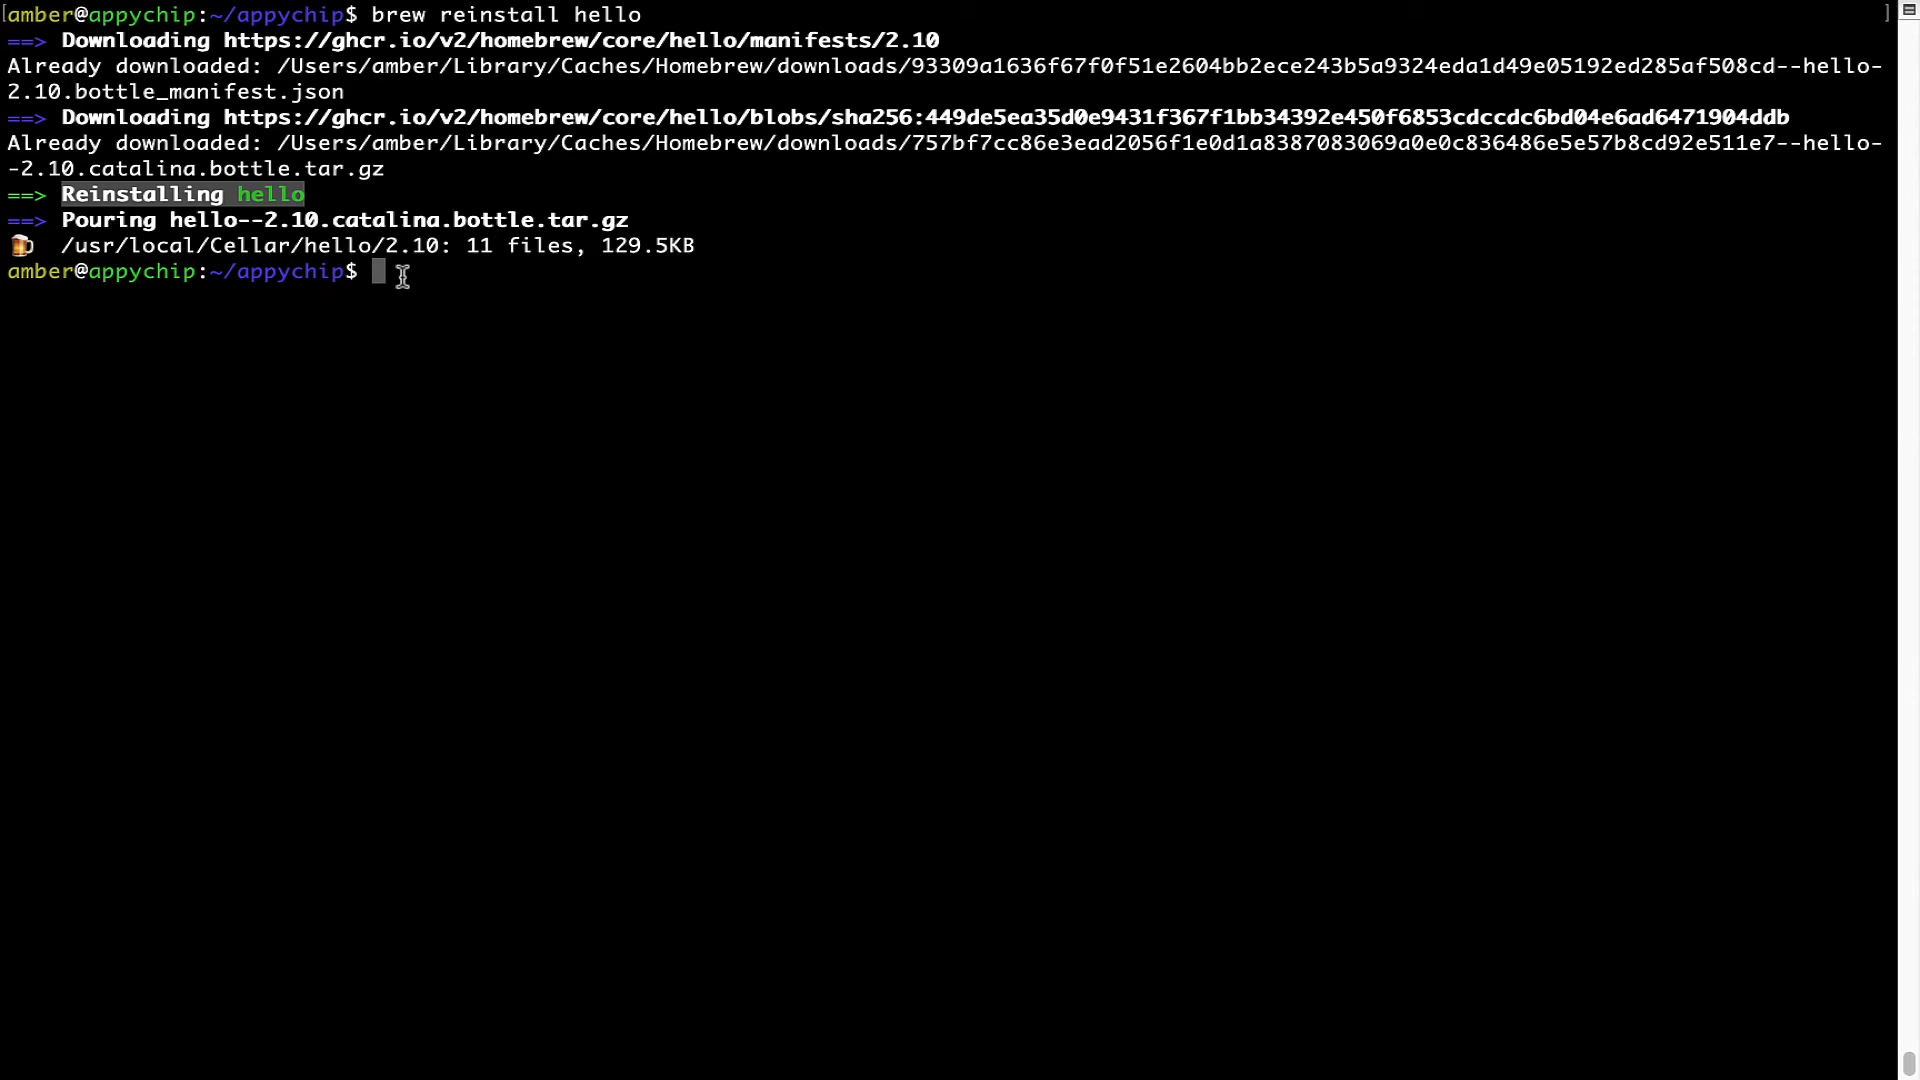 [amber@appychip:~/appychip$ brew reinstall hello ]
==> Downloading https://ghcr.io/v2/homebrew/core/hello/manifests/2.10
Already downloaded: /Users/amber/Library/Caches/Homebrew/downloads/93309a1636f67f0f51e2604bb2ece243b5a9324eda1d49e05192ed285af508cd--hello-
2.10.bottle_manifest.json
==> Downloading https://ghcr.io/v2/homebrew/core/hello/blobs/sha256:449de5ea35d0e9431f367f1bb34392e450f6853cdccdc6bd04e6ad6471904ddb
Already downloaded: /Users/amber/Library/Caches/Homebrew/downloads/757bf7cc86e3ead2056f1e0d1a8387083069a0e0c836486e5e57b8cd92e511e7--hello-
-2.10.catalina.bottle.tar.gz
==> Reinstalling hello
==> Pouring hello--2.10.catalina.bottle.tar.gz
🍺 /usr/local/Cellar/hello/2.10: 11 files, 129.5KB
amber@appychip:~/appychip$